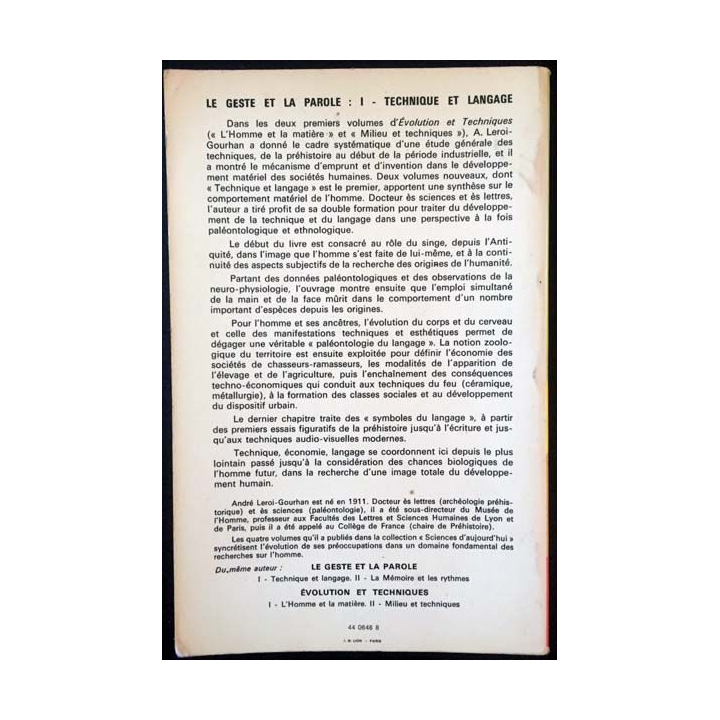 LE GESTE ET LA PAROLE : I - TECHNIQUE ET LANGAGE
Dans les deux premiers volumes d'Évolution et Techniques
(« L'Homme et la matière » et « Milieu et techniques »), A. Leroi-
Gourhan a donné le cadre systématique d'une étude générale des
techniques, de la préhistoire au début de la période industrielle, et il
a montré le mécanisme d'emprunt et d'invention dans le développe-
ment matériel des sociétés humaines. Deux volumes nouveaux, dont
« Technique et langage » est le premier, apportent une synthèse sur le
comportement matériel de l'homme. Docteur ès sciences et ès lettres,
l'auteur a tiré profit de sa double formation pour traiter du développe-
ment de la technique et du langage dans une perspective à la fois
paléontologique et ethnologique.
Le début du livre est consacré au rôle du singe, depuis l'Anti-
quité, dans l'image que l'homme s'est faite de lui-même, et à la conti-
nuité des aspects subjectifs de la recherche des origines de l'humanité.
Partant des données paléontologiques et des observations de la
neuro-physiologie, l'ouvrage montre ensuite que l'emploi simultané
de la main et de la face mûrit dans le comportement d'un nombre
important d'espèces depuis les origines.
Pour l'homme et ses ancêtres, l'évolution du corps et du cerveau
et celle des manifestations techniques et esthétiques permet de
dégager une véritable « paléontologie du langage ». La notion zoolo-
gique du territoire est ensuite exploitée pour définir l'économie des
sociétés de chasseurs-ramasseurs, les modalités de l'apparition de
l'élevage et de l'agriculture, puis l'enchaînement des conséquences
techno-économiques qui conduit aux techniques du feu (céramique,
métallurgie), à la formation des classes sociales et au développement
du dispositif urbain.
Le dernier chapitre traite des « symboles du langage », à partir
des premiers essais figuratifs de la préhistoire jusqu'à l'écriture et jus-
qu'aux techniques audio-visuelles modernes.
Technique, économie, langage se coordonnent ici depuis le plus
lointain passé jusqu'à la considération des chances biologiques de
l'homme futur, dans la recherche d'une image totale du développe-
ment humain.
André Leroi-Gourhan est né en 1911. Docteur ès lettres (archéologie préhis-
torique) et ès sciences (paléontologie), il a été sous-directeur du Musée de
l'Homme, professeur aux Facultés des Lettres et Sciences Humaines de Lyon et
de Paris, puis il a été appelé au Collège de France (chaire de Préhistoire).
Les quatre volumes qu'il a publiés dans la collection « Sciences d'aujourd'hui »
syncrétisent l'évolution de ses préoccupations dans un domaine fondamental des
recherches sur l'homme.
Du même auteur : LE GESTE ET LA PAROLE
I - Technique et langage. II - La Mémoire et les rythmes
ÉVOLUTION ET TECHNIQUES
I - L'Homme et la matière. II - Milieu et techniques
44 0646 8
PARIS